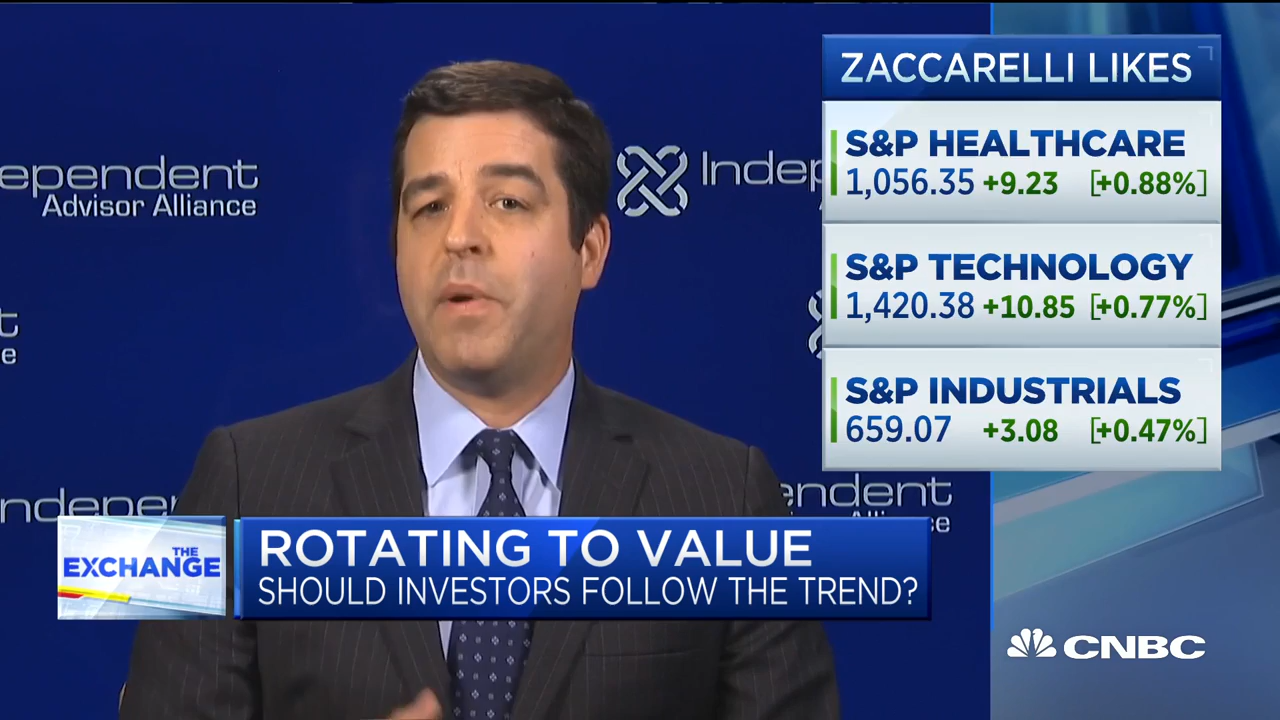 ependent
Advisor Alliance
Indep
ZACCARELLI LIKES
S&P HEALTHCARE
1,056.35 +9.23 [+0.88%]
S&P TECHNOLOGY
1,420.38 +10.85 [+0.77%]
S&P INDUSTRIALS
659.07 +3.08 [+0.47%]
t
e
ndepen
endent
Alliance
THE
EXCHANGE
ROTATING TO VALUE
SHOULD INVESTORS FOLLOW THE TREND?
CNBC